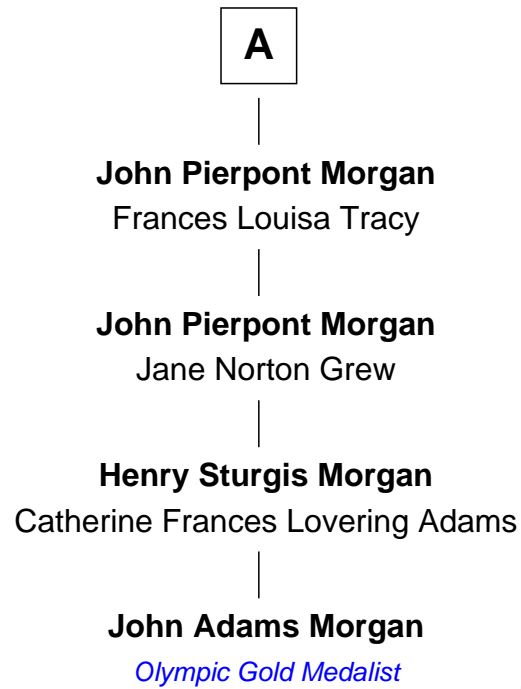 A
John Pierpont Morgan
Frances Louisa Tracy
John Pierpont Morgan
Jane Norton Grew
Henry Sturgis Morgan
Catherine Frances Lovering Adams
John Adams Morgan
Olympic Gold Medalist